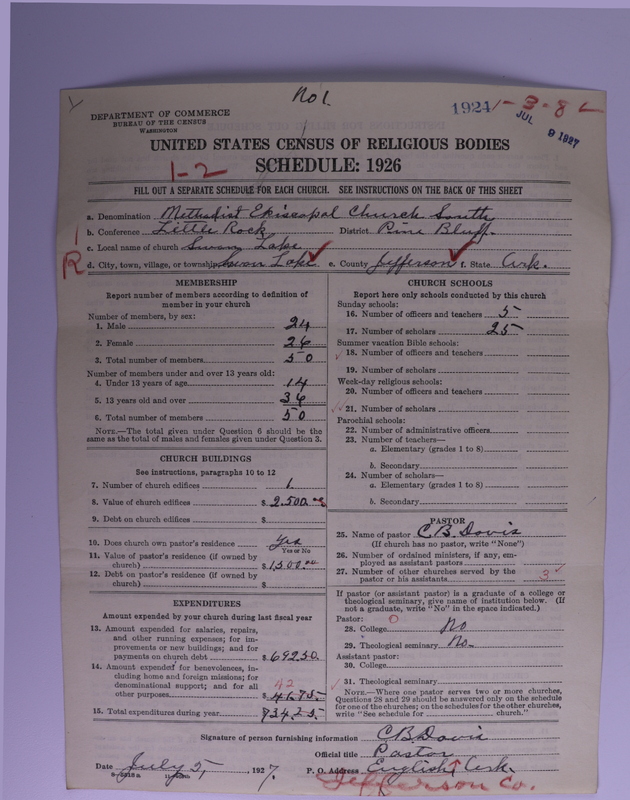 No 1.
DEPARTMENT OF COMMERCE
BUREAU OF THE CENSUS
WASHINGTON
1924 1-3-8 L
JUL 9 1927
UNITED STATES CENSUS OF RELIGIOUS BODIES
1-2
SCHEDULE: 1926
FILL OUT A SEPARATE SCHEDULE FOR EACH CHURCH. SEE INSTRUCTIONS ON THE BACK OF THIS SHEET
a. Denomination Methodist Episcopal Church South
b. Conference Little Rock District Pine Bluff.
c. Local name of church Swan Lake
R
d. City, town, village, or township Swan Lake e. County Jefferson f. State Ark.
MEMBERSHIP
Report number of members according to definition of
member in your church
Number of members, by sex:
1. Male 24
2. Female 26
3. Total number of members 50
Number of members under and over 13 years old:
4. Under 13 years of age 14
5. 13 years old and over 36
6. Total number of members 50
NOTE.—The total given under Question 6 should be the
same as the total of males and females given under Question 3.
CHURCH BUILDINGS
See instructions, paragraphs 10 to 12
7. Number of church edifices 1.
8. Value of church edifices $ 2,500.00
9. Debt on church edifices $
10. Does church own pastor's residence Yes
Yes or No
11. Value of pastor's residence (if owned by
church) $ 1,500.00
12. Debt on pastor's residence (if owned by
church) $
EXPENDITURES
Amount expended by your church during last fiscal year
13. Amount expended for salaries, repairs,
and other running expenses; for im-
provements or new buildings; and for
payments on church debt $ 692.50.
14. Amount expended for benevolences, in-
cluding home and foreign missions; for
denominational support; and for all
other purposes $
42
15. Total expenditures during year $ 734.25.
CHURCH SCHOOLS
Report here only schools conducted by this church
Sunday schools:
16. Number of officers and teachers 5
17. Number of scholars 25
Summer vacation Bible schools:
18. Number of officers and teachers
19. Number of scholars
Week-day religious schools:
20. Number of officers and teachers
21. Number of scholars
Parochial schools:
22. Number of administrative officers
23. Number of teachers—
a. Elementary (grades 1 to 8)
b. Secondary
24. Number of scholars—
a. Elementary (grades 1 to 8)
b. Secondary
PASTOR
25. Name of pastor C B Davis
(If church has no pastor, write "None")
26. Number of ordained ministers, if any, em-
ployed as assistant pastors
27. Number of other churches served by the
pastor or his assistants 3
If pastor (or assistant pastor) is a graduate of a college or
theological seminary, give name of institution below. (If
not a graduate, write "No" in the space indicated.)
Pastor: 0
28. College No
29. Theological seminary No.
Assistant pastor:
30. College
31. Theological seminary
NOTE.—Where one pastor serves two or more churches,
Questions 28 and 29 should be answered only on the schedule
for one of the churches; on the schedules for the other churches,
write "See schedule for church."
Signature of person furnishing information C B Davis
Official title Pastor
Date July 5, 1927. P. O. Address English Ark.
Jefferson Co.